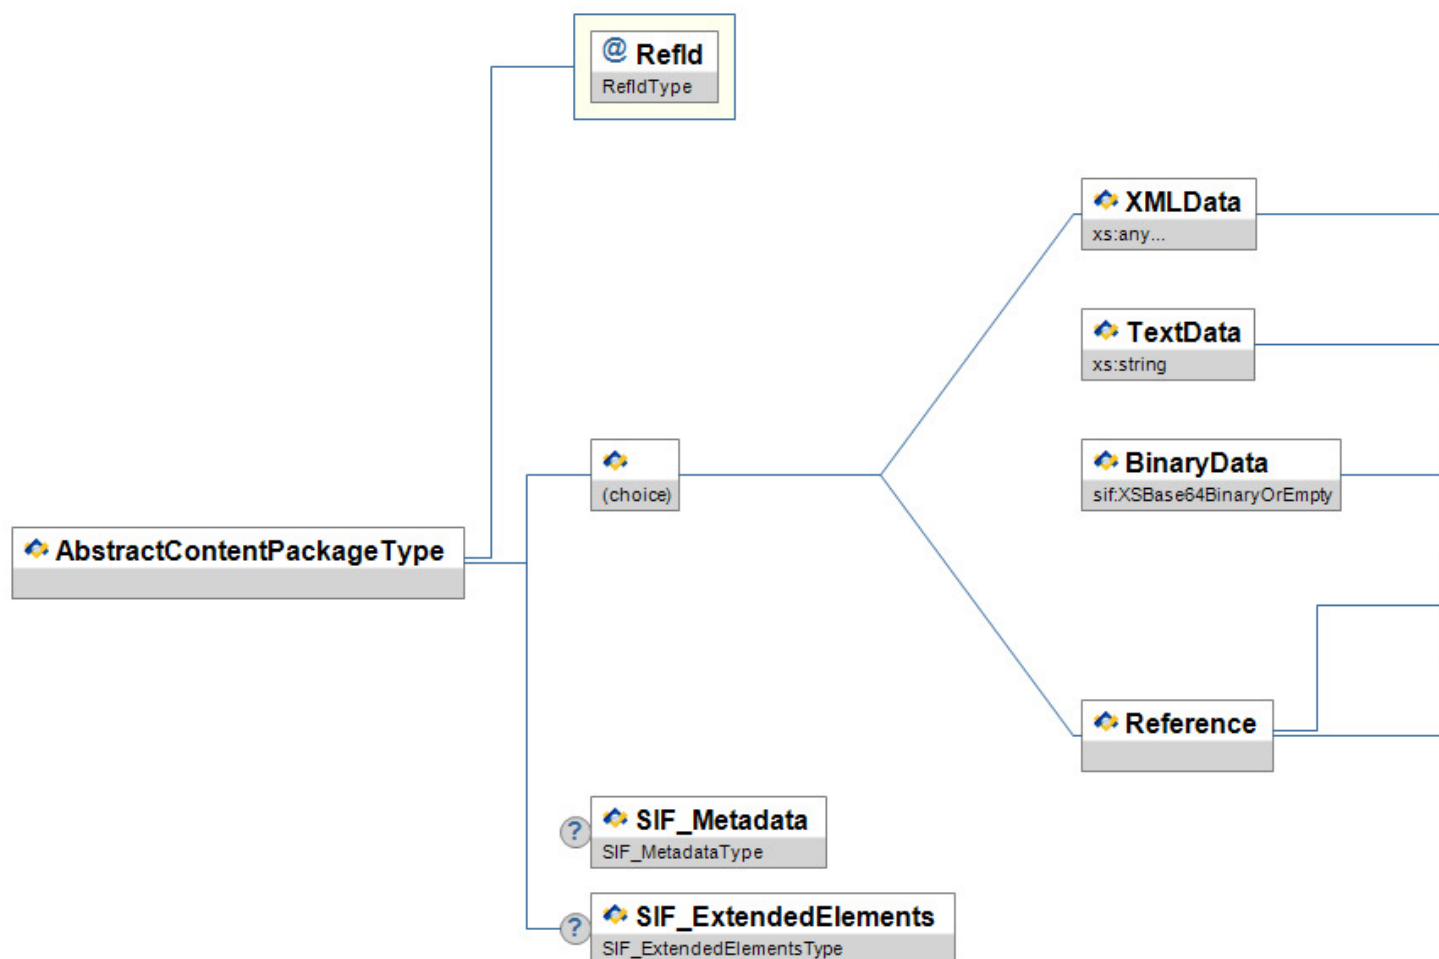 @ RefId
RefIdType
XMLData
xs:any...
TextData
xs:string
(choice)
BinaryData
sif:XSBase64BinaryOrEmpty
AbstractContentPackageType
Reference
? SIF_Metadata
SIF_MetadataType
? SIF_ExtendedElements
SIF_ExtendedElementsType